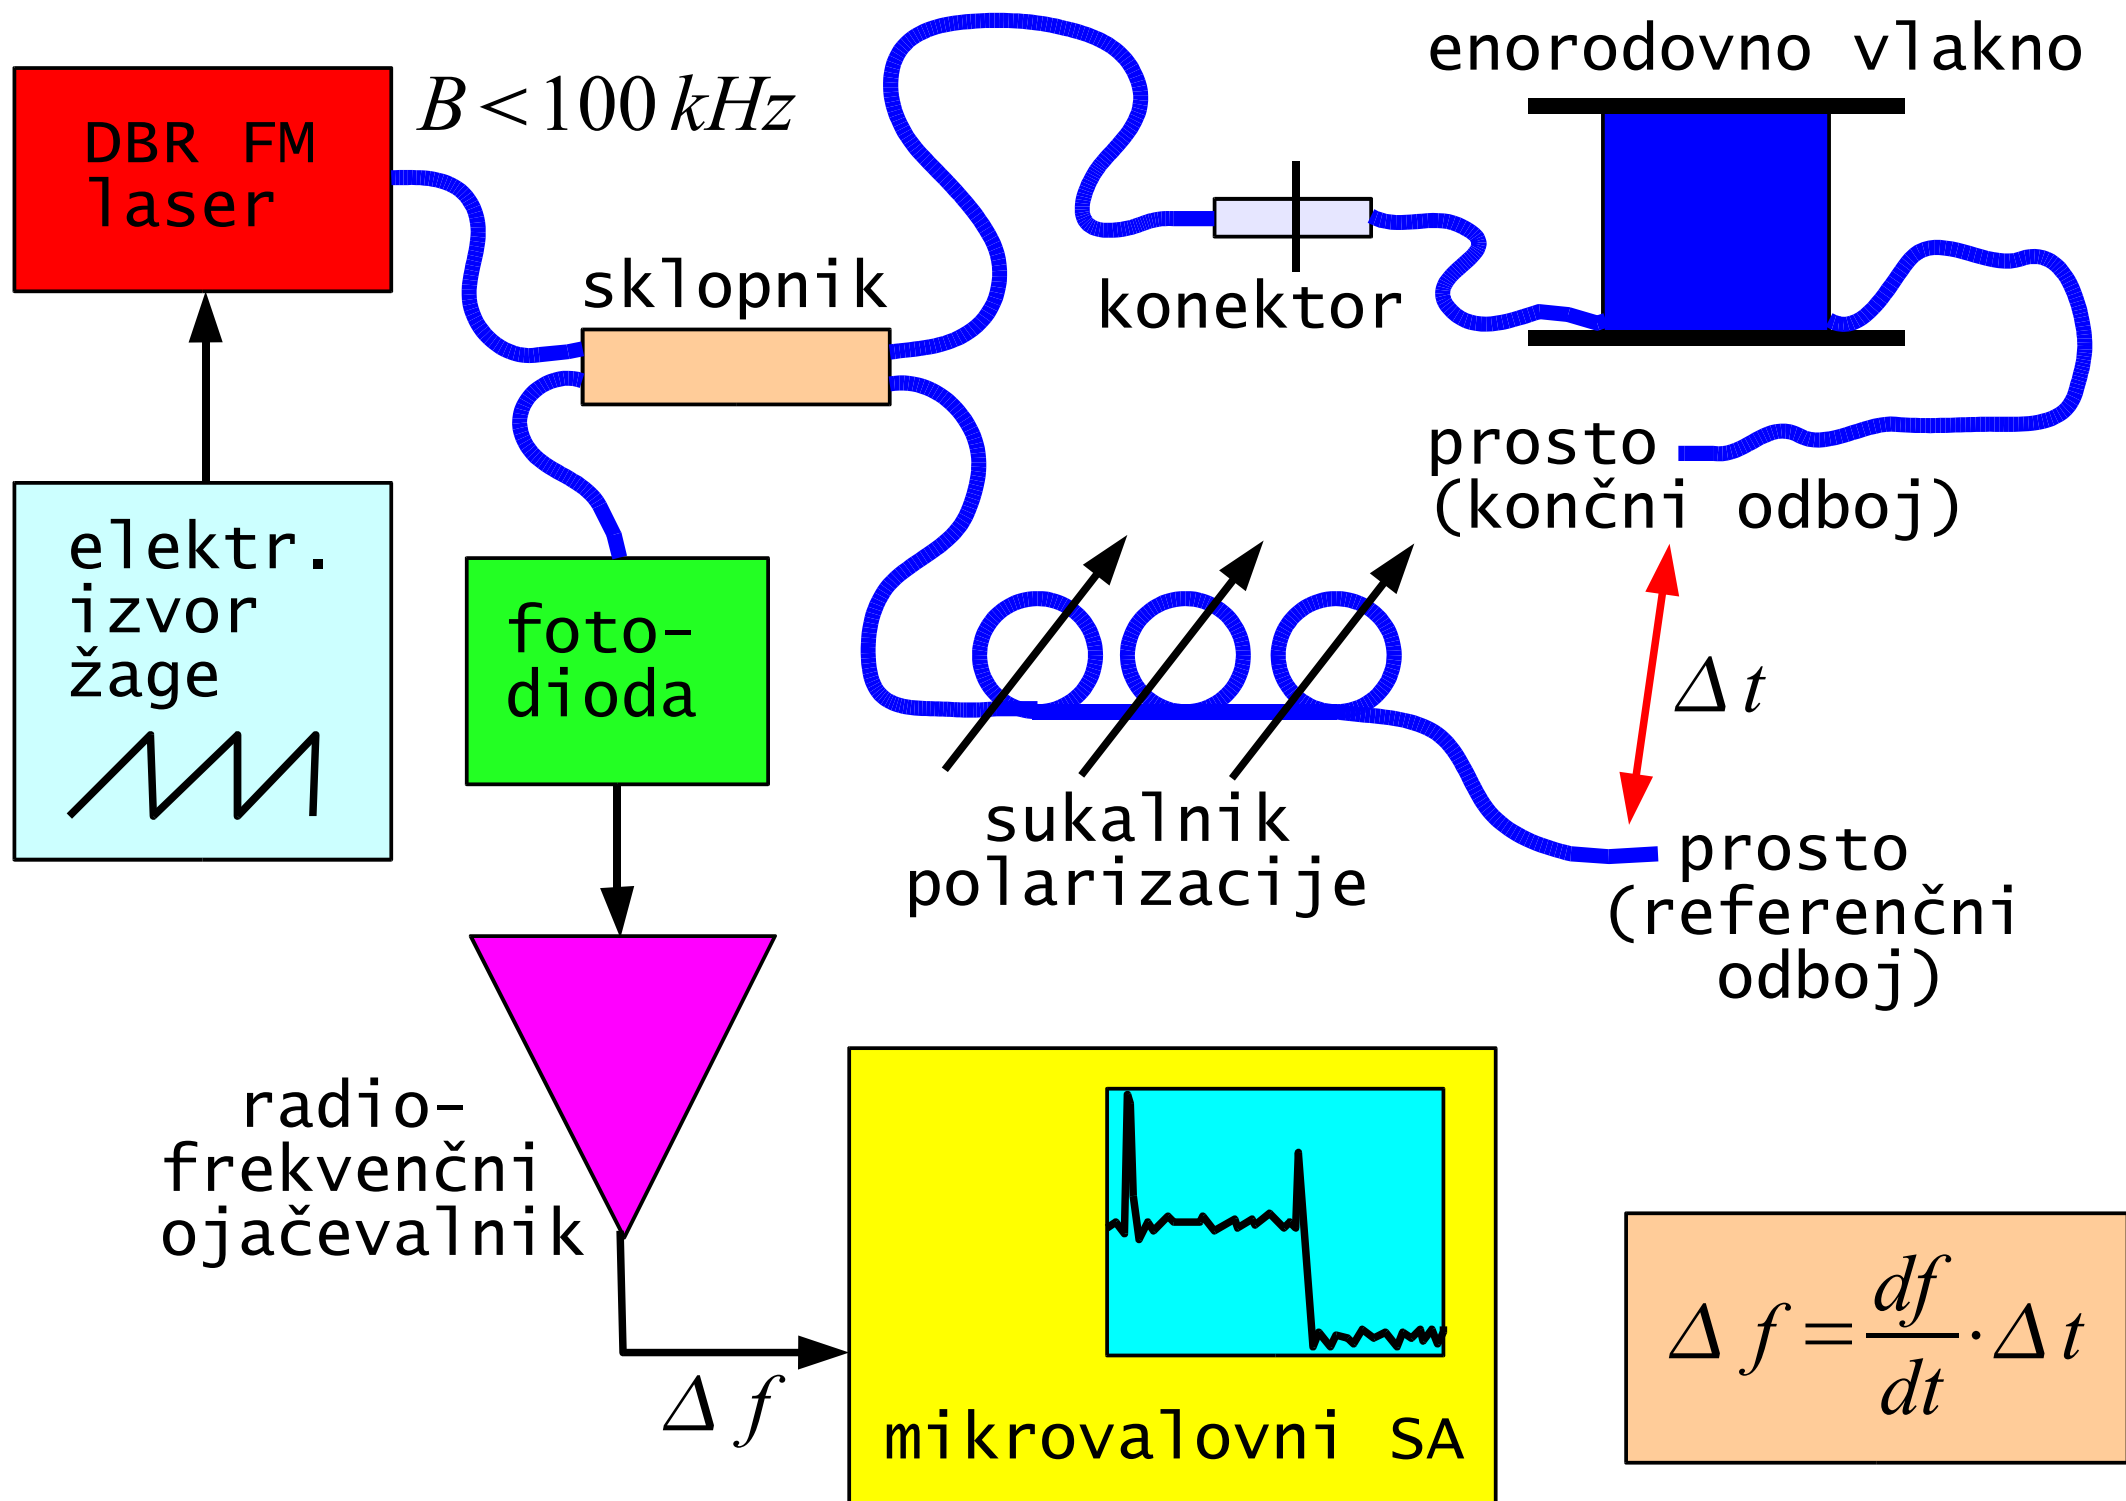 DBR FM
laser
B < 100 kHz
enorodovno vlakno
sklopnik
konektor
prosto
(končni odboj)
elektr.
izvor
žage
foto-
dioda
Δ t
sukalnik
polarizacije
prosto
(referenčni
odboj)
radio-
frekvenčni
ojačevalnik
Δ f
mikrovalovni SA
Δ f = df/dt · Δ t